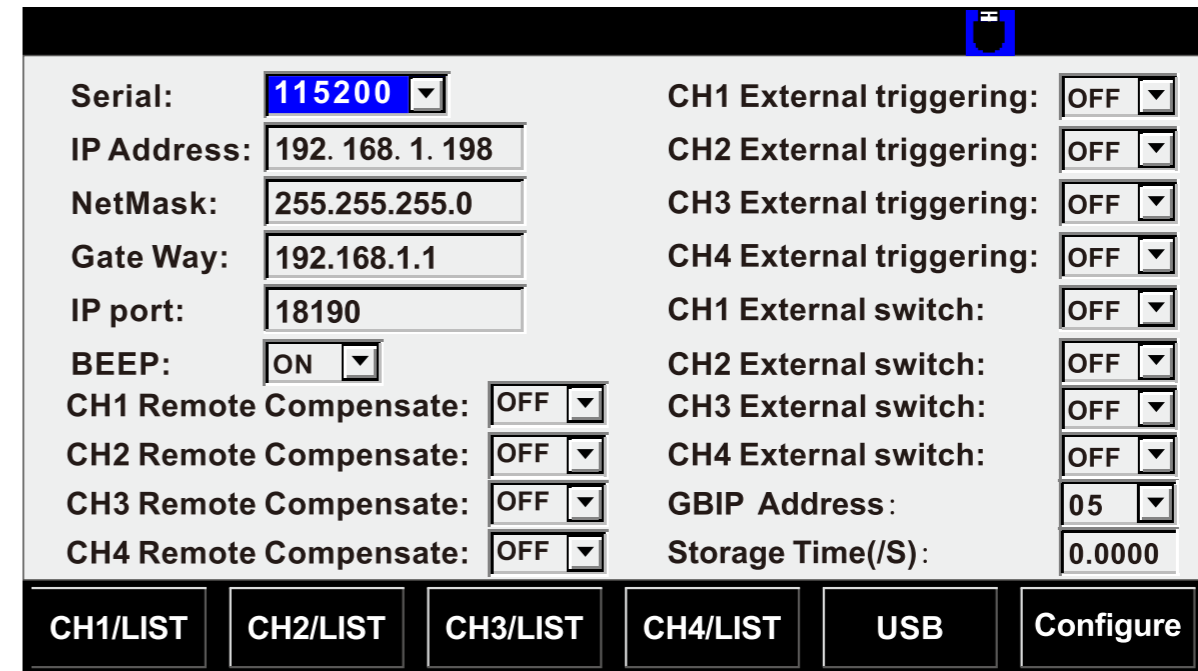 Serial: 115200
IP Address: 192. 168. 1. 198
NetMask: 255.255.255.0
Gate Way: 192.168.1.1
IP port: 18190
BEEP: ON
CH1 Remote Compensate: OFF
CH2 Remote Compensate: OFF
CH3 Remote Compensate: OFF
CH4 Remote Compensate: OFF
CH1 External triggering: OFF
CH2 External triggering: OFF
CH3 External triggering: OFF
CH4 External triggering: OFF
CH1 External switch: OFF
CH2 External switch: OFF
CH3 External switch: OFF
CH4 External switch: OFF
GBIP Address: 05
Storage Time(/S): 0.0000
CH1/LIST CH2/LIST CH3/LIST CH4/LIST USB Configure